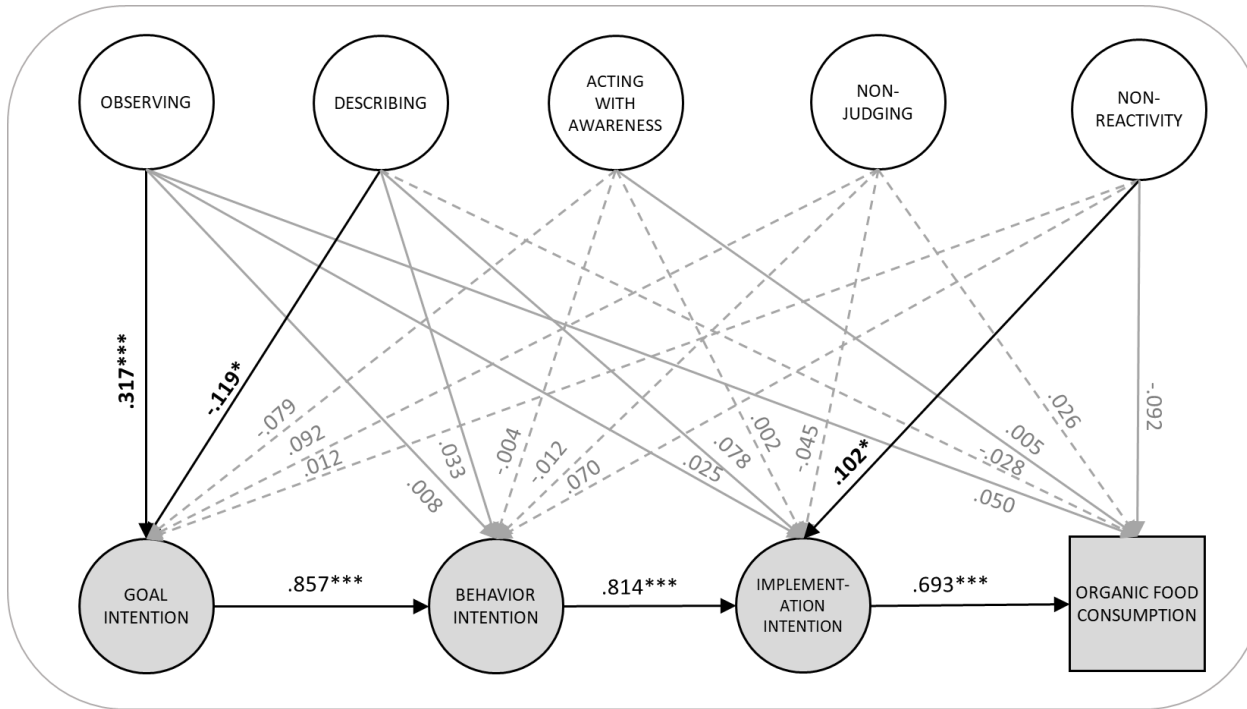 OBSERVING
DESCRIBING
ACTING
WITH
AWARENESS
NON-
JUDGING
NON-
REACTIVITY
.317***
-.119*
-.079
.092
.012
.033
.008
-.004
-.012
.070
.025
.078
.002
-.045
.102*
.050
-.028
.005
.026
-.092
GOAL
INTENTION
.857***
BEHAVIOR
INTENTION
.814***
IMPLEMENT-
ATION
INTENTION
.693***
ORGANIC FOOD
CONSUMPTION